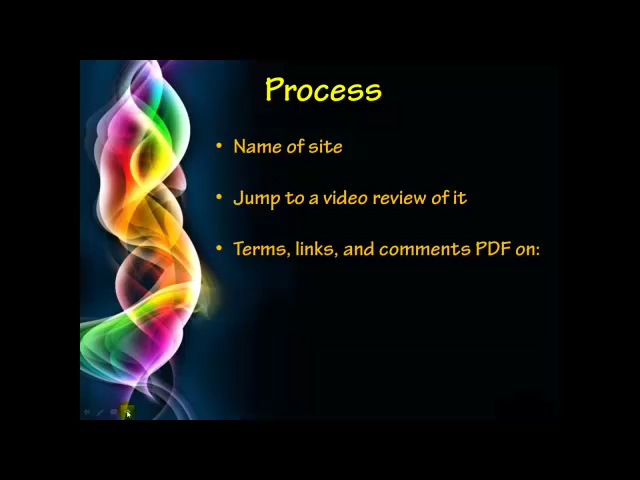 Process
• Name of site
• Jump to a video review of it
• Terms, links, and comments PDF on: